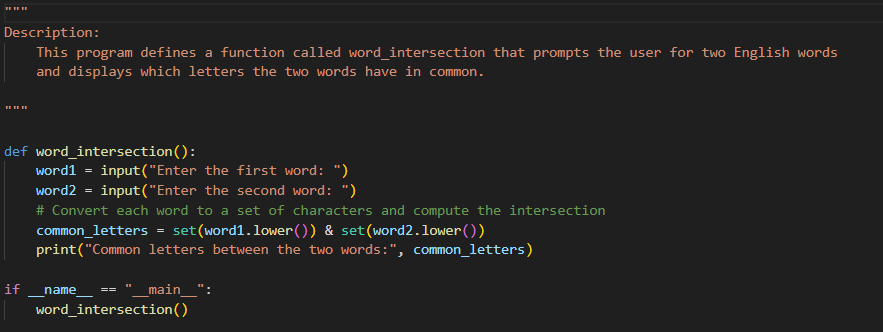 """
Description:
    This program defines a function called word_intersection that prompts the user for two English words
    and displays which letters the two words have in common.
"""
def word_intersection():
    word1 = input("Enter the first word: ")
    word2 = input("Enter the second word: ")
    # Convert each word to a set of characters and compute the intersection
    common_letters = set(word1.lower()) & set(word2.lower())
    print("Common letters between the two words:", common_letters)
if __name__ == "__main__":
    word_intersection()